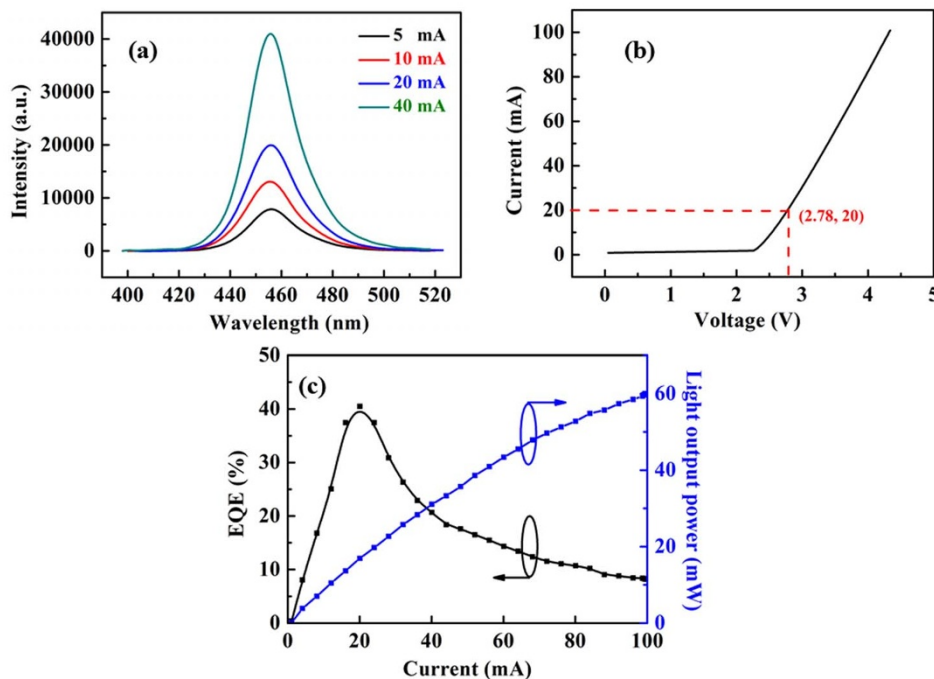 (a)
5 mA
10 mA
20 mA
40 mA
40000
30000
20000
10000
0
Intensity (a.u.)
400 420 440 460 480 500 520
Wavelength (nm)
(b)
100
80
60
40
20
0
Current (mA)
(2.78, 20)
0 1 2 3 4 5
Voltage (V)
(c)
50
40
30
20
10
0
EQE (%)
60
40
20
0
Light output power (mW)
0 20 40 60 80 100
Current (mA)